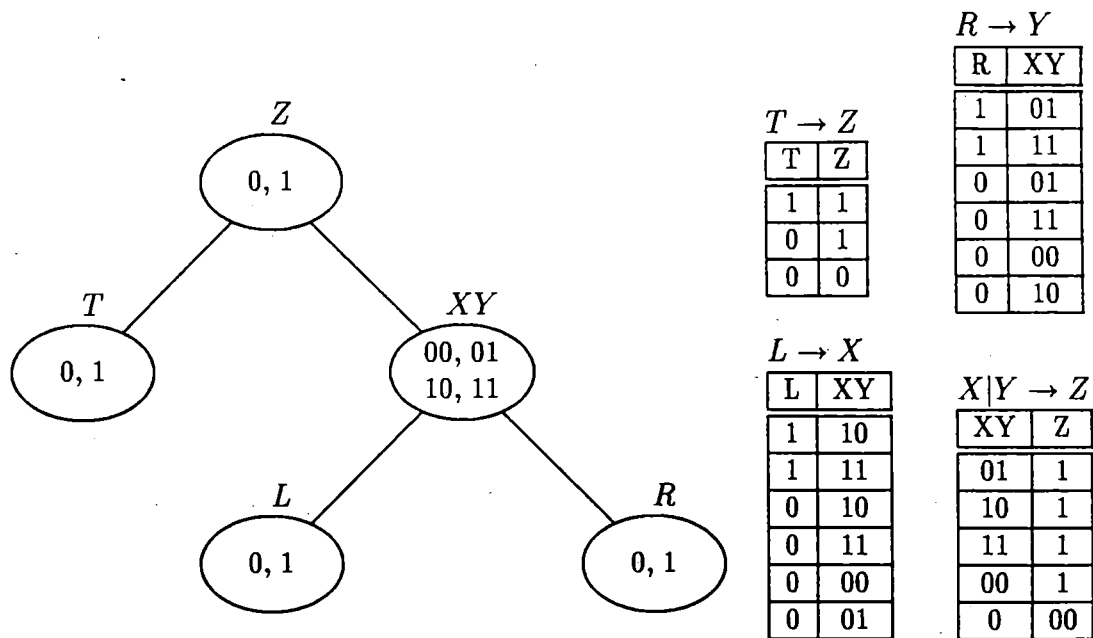 Z
0, 1
T
0, 1
XY
00, 01
10, 11
L
0, 1
R
0, 1
T → Z
T Z
1 1
0 1
0 0
R → Y
R XY
1 01
1 11
0 01
0 11
0 00
0 10
L → X
L XY
1 10
1 11
0 10
0 11
0 00
0 01
X|Y → Z
XY Z
01 1
10 1
11 1
00 1
0 00